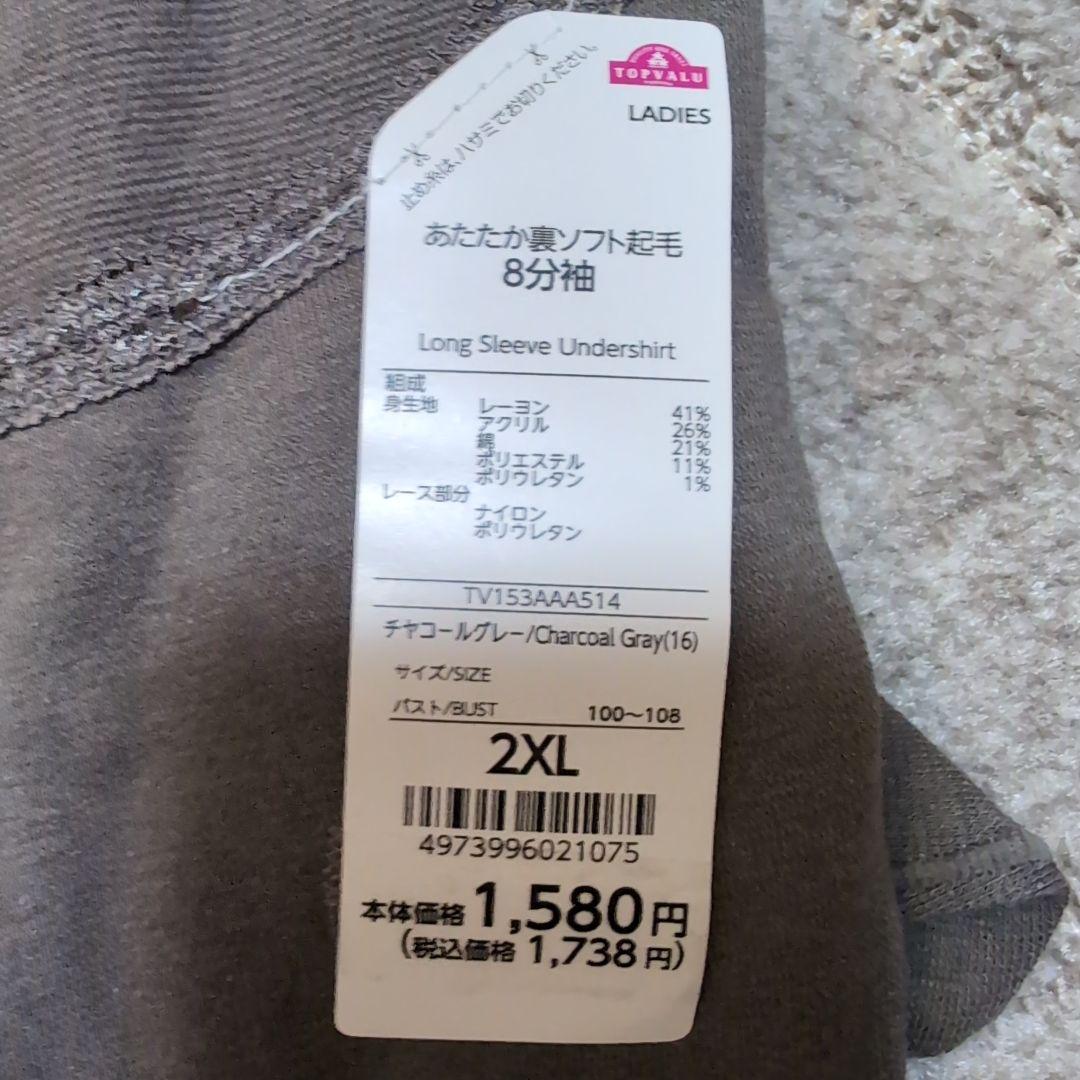 TOPVALU
LADIES
止め糸は、ハサミでお切りください。
あたたか裏ソフト起毛
8分袖
Long Sleeve Undershirt
組成
身生地 レーヨン 41%
アクリル 26%
綿 21%
ポリエステル 11%
ポリウレタン 1%
レース部分
ナイロン
ポリウレタン
TV153AAA514
チャコールグレー/Charcoal Gray(16)
サイズ/SIZE
バスト/BUST 100〜108
2XL
4973996021075
本体価格 1,580 円
(税込価格 1,738 円)